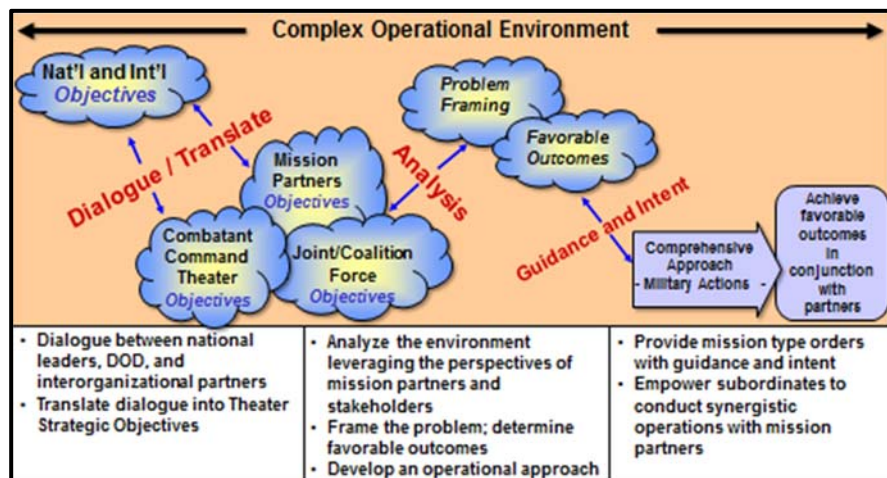 Complex Operational Environment
Nat'l and Int'l
Objectives
Dialogue / Translate
Mission
Partners
Objectives
Combatant
Command
Theater
Objectives
Joint/Coalition
Force
Objectives
Analysis
Problem
Framing
Favorable
Outcomes
Guidance and Intent
Comprehensive
Approach
- Military Actions -
Achieve
favorable
outcomes
in
conjunction
with
partners
• Dialogue between national
leaders, DOD, and
interorganizational partners
• Translate dialogue into Theater
Strategic Objectives
• Analyze the environment
leveraging the perspectives of
mission partners and
stakeholders
• Frame the problem; determine
favorable outcomes
• Develop an operational approach
• Provide mission type orders
with guidance and intent
• Empower subordinates to
conduct synergistic
operations with mission
partners